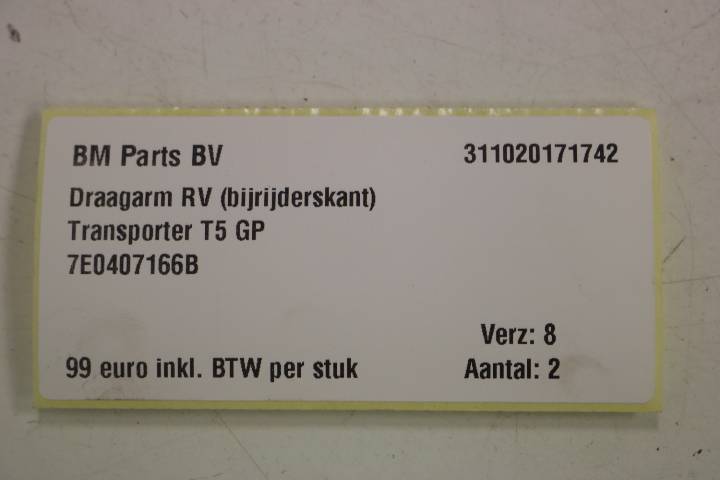 BM Parts BV 311020171742
Draagarm RV (bijrijderskant)
Transporter T5 GP
7E0407166B
Verz: 8
99 euro inkl. BTW per stuk Aantal: 2